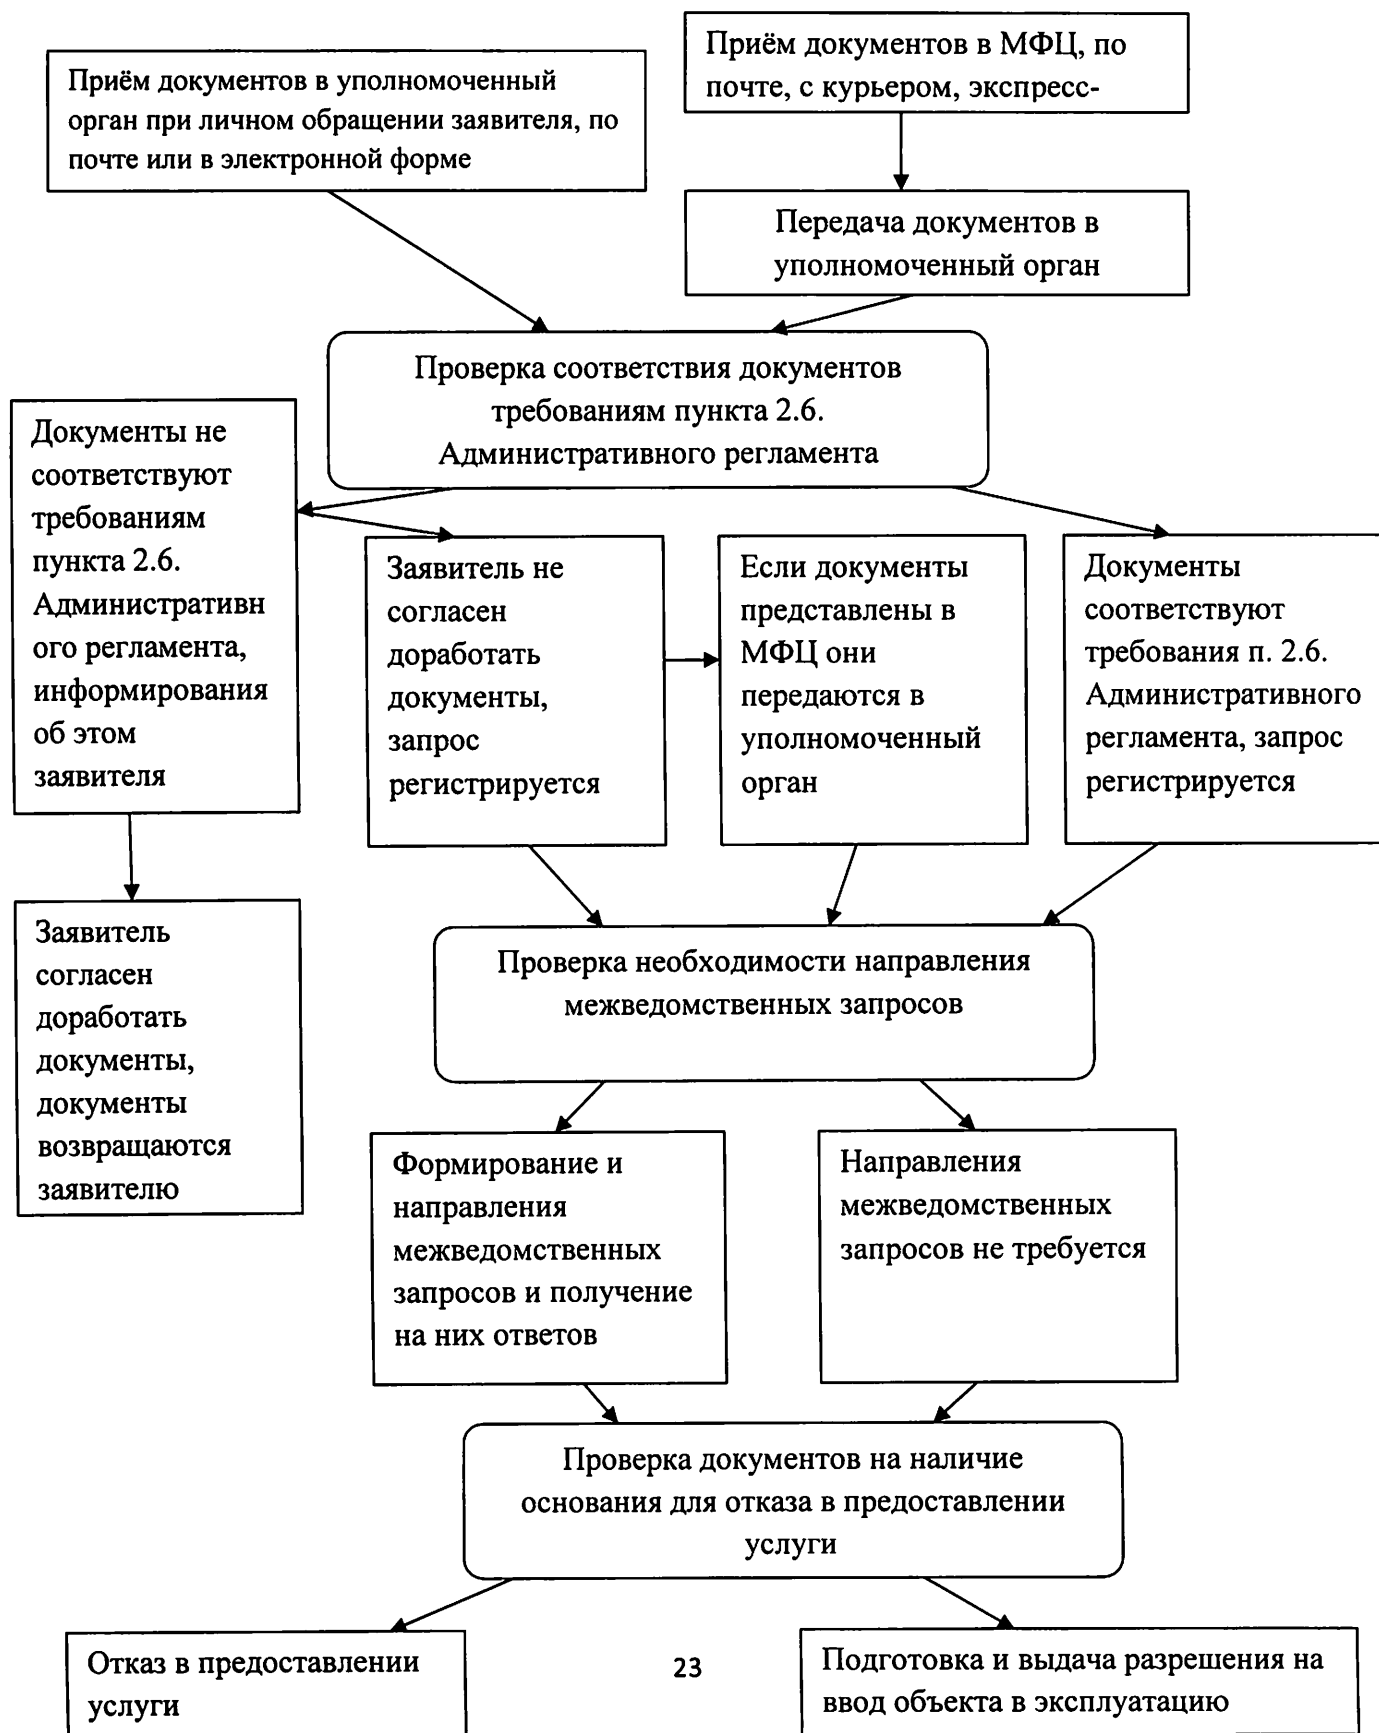 Приём документов в уполномоченный
орган при личном обращении заявителя, по
почте или в электронной форме
Приём документов в МФЦ, по
почте, с курьером, экспресс-
Передача документов в
уполномоченный орган
Проверка соответствия документов
требованиям пункта 2.6.
Административного регламента
Документы не
соответствуют
требованиям
пункта 2.6.
Административн
ого регламента,
информирования
об этом
заявителя
Заявитель не
согласен
доработать
документы,
запрос
регистрируется
Если документы
представлены в
МФЦ они
передаются в
уполномоченный
орган
Документы
соответствуют
требования п. 2.6.
Административного
регламента, запрос
регистрируется
Заявитель
согласен
доработать
документы,
документы
возвращаются
заявителю
Проверка необходимости направления
межведомственных запросов
Формирование и
направления
межведомственных
запросов и получение
на них ответов
Направления
межведомственных
запросов не требуется
Проверка документов на наличие
основания для отказа в предоставлении
услуги
Отказ в предоставлении
услуги
23
Подготовка и выдача разрешения на
ввод объекта в эксплуатацию